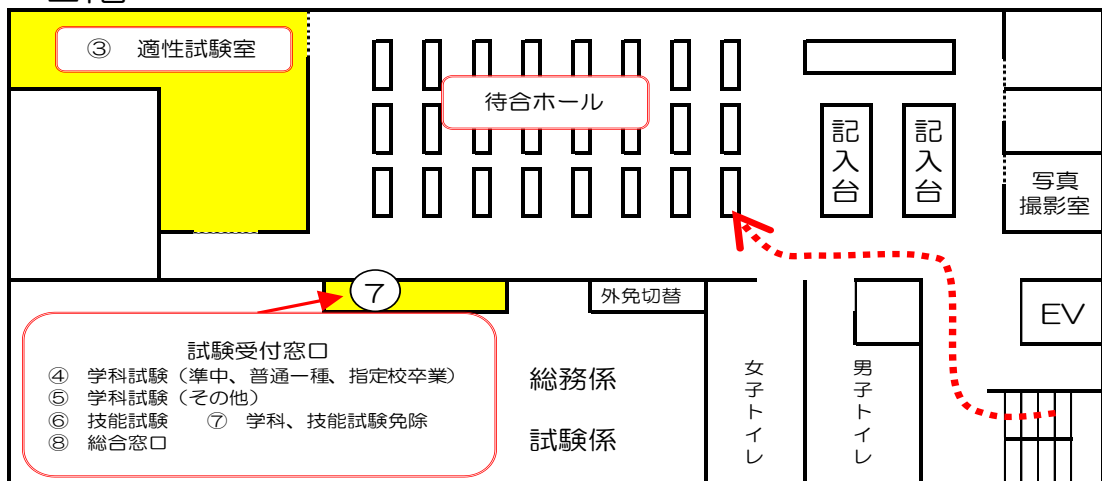 ③ 適性試験室
待合ホール
記入台
記入台
写真
撮影室
⑦
外免切替
EV
試験受付窓口
④ 学科試験（準中、普通一種、指定校卒業）
⑤ 学科試験（その他）
⑥ 技能試験 ⑦ 学科、技能試験免除
⑧ 総合窓口
総務係
試験係
女子トイレ
男子トイレ